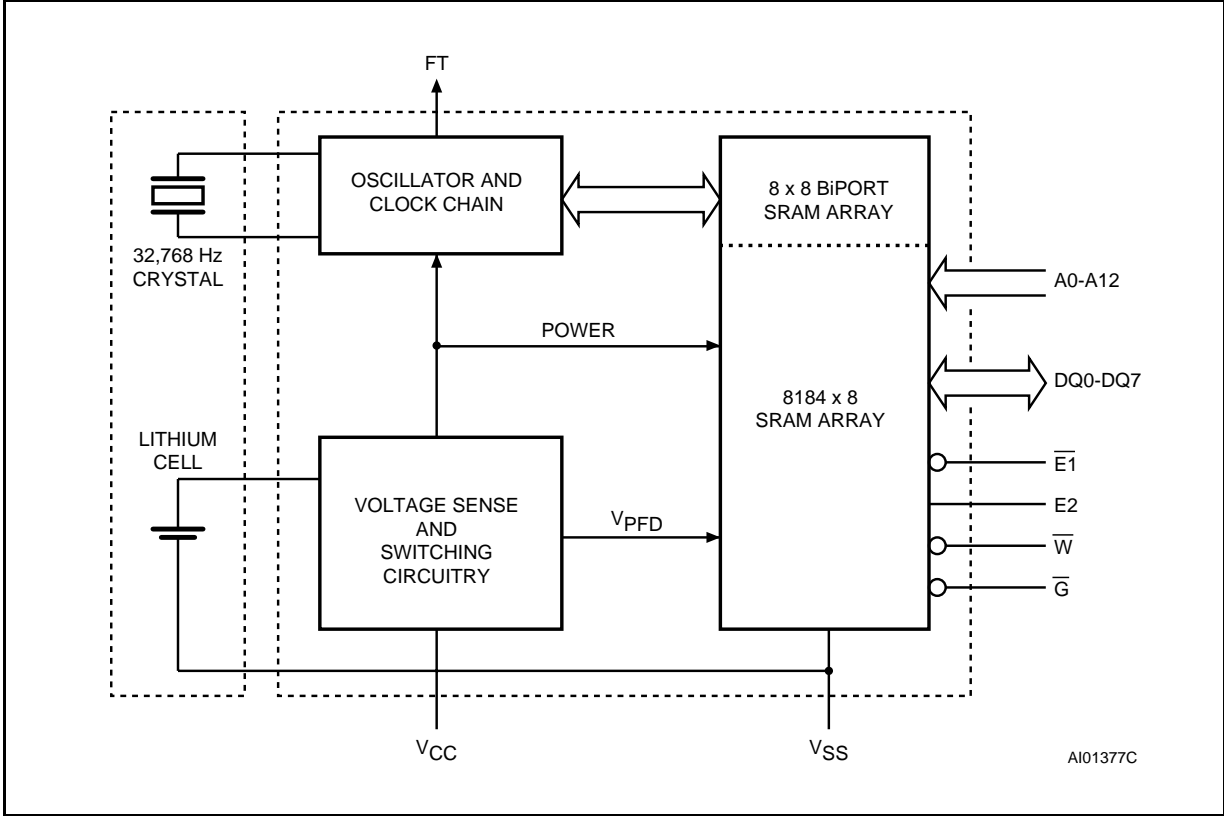 FT
OSCILLATOR AND
CLOCK CHAIN
8 x 8 BiPORT
SRAM ARRAY
32,768 Hz
CRYSTAL
A0-A12
POWER
DQ0-DQ7
8184 x 8
SRAM ARRAY
LITHIUM
CELL
E1
E2
VOLTAGE SENSE
AND
SWITCHING
CIRCUITRY
VPFD
W
G
VCC
VSS
AI01377C